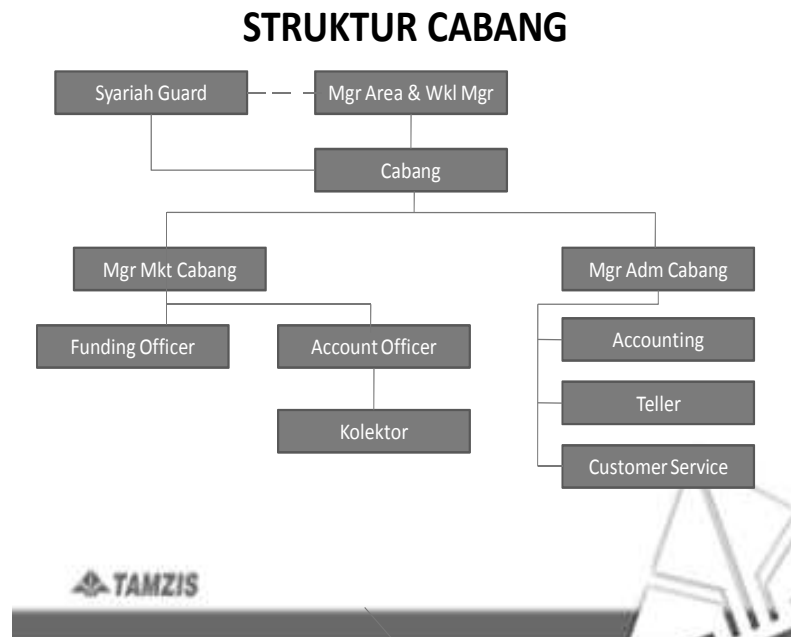 STRUKTUR CABANG
Syariah Guard
Mgr Area & Wkl Mgr
Cabang
Mgr Mkt Cabang
Mgr Adm Cabang
Funding Officer
Account Officer
Accounting
Teller
Kolektor
Customer Service
TAMZIS